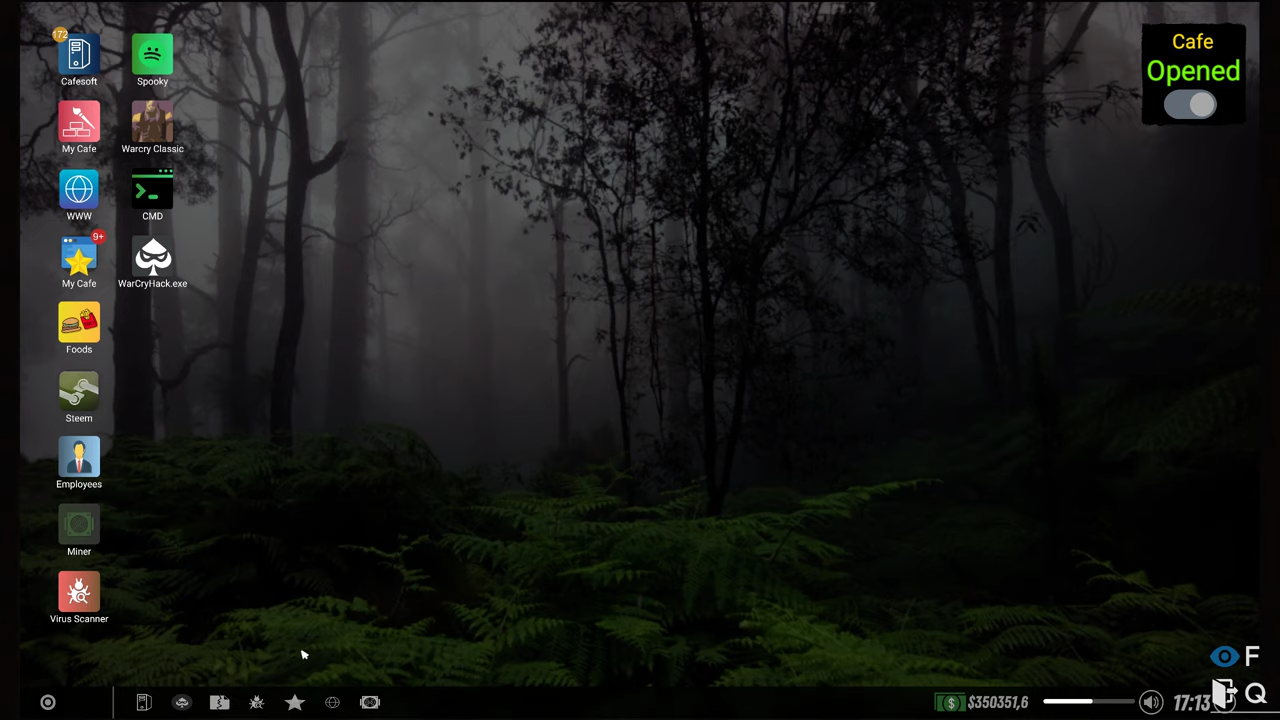 172
Cafesoft
Spooky
My Cafe
Warcry Classic
WWW
CMD
9+
My Cafe
WarCryHack.exe
Foods
Steem
Employees
Miner
Virus Scanner
Cafe
Opened
F
Q
$350351,6
17:13